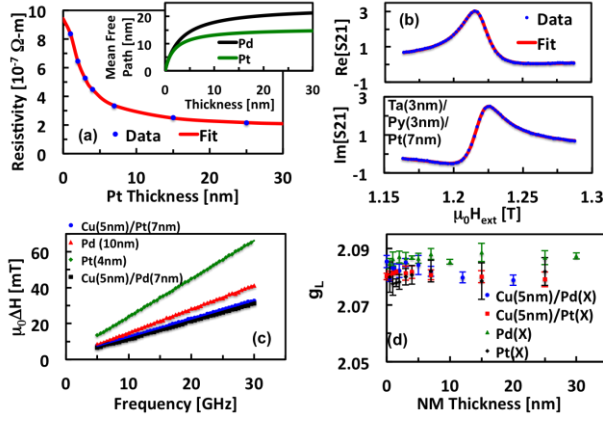 Resistivity [10⁻⁷ Ω-m]
10
8
6
4
2
0
0
10
20
30
Pt Thickness [nm]
(a)
Data
Fit
Mean Free
Path [nm]
20
10
0
0
10
20
30
Thickness [nm]
Pd
Pt
(b)
Data
Fit
Re[S21]
3
1
-1
Im[S21]
3
1
-1
Ta(3nm)/
Py(3nm)/
Pt(7nm)
1.15
1.2
1.25
1.3
μ₀Hext [T]
Cu(5nm)/Pt(7nm)
Pd (10nm)
Pt(4nm)
Cu(5nm)/Pd(7nm)
μ₀ΔH [mT]
60
40
20
0
0
10
20
30
Frequency [GHz]
(c)
gL
2.09
2.07
2.05
(d)
Cu(5nm)/Pd(X)
Cu(5nm)/Pt(X)
Pd(X)
Pt(X)
0
10
20
30
NM Thickness [nm]